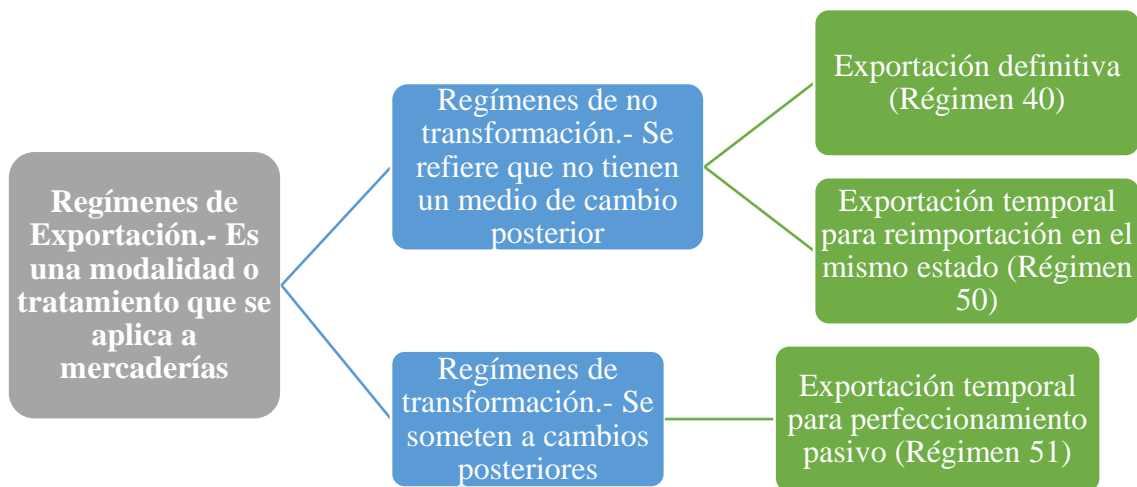 Regímenes de
Exportación.- Es
una modalidad o
tratamiento que se
aplica a
mercaderías
Regímenes de no
transformación.- Se
refiere que no tienen
un medio de cambio
posterior
Exportación definitiva
(Régimen 40)
Exportación temporal
para reimportación en el
mismo estado (Régimen
50)
Regímenes de
transformación.- Se
someten a cambios
posteriores
Exportación temporal
para perfeccionamiento
pasivo (Régimen 51)